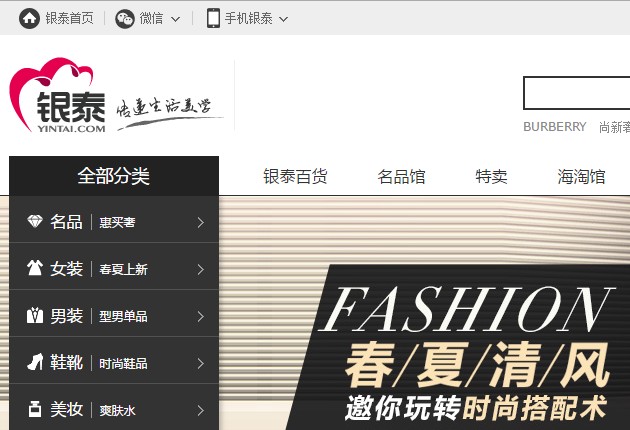 银泰首页 微信 手机银泰
银泰
YINTAI.COM
传递生活美学
BURBERRY 尚新奢
全部分类 银泰百货 名品馆 特卖 海淘馆
名品 惠买奢
女装 春夏上新
男装 型男单品
鞋靴 时尚鞋品
美妆 爽肤水
FASHION
春/夏/清/风
邀你玩转时尚搭配术